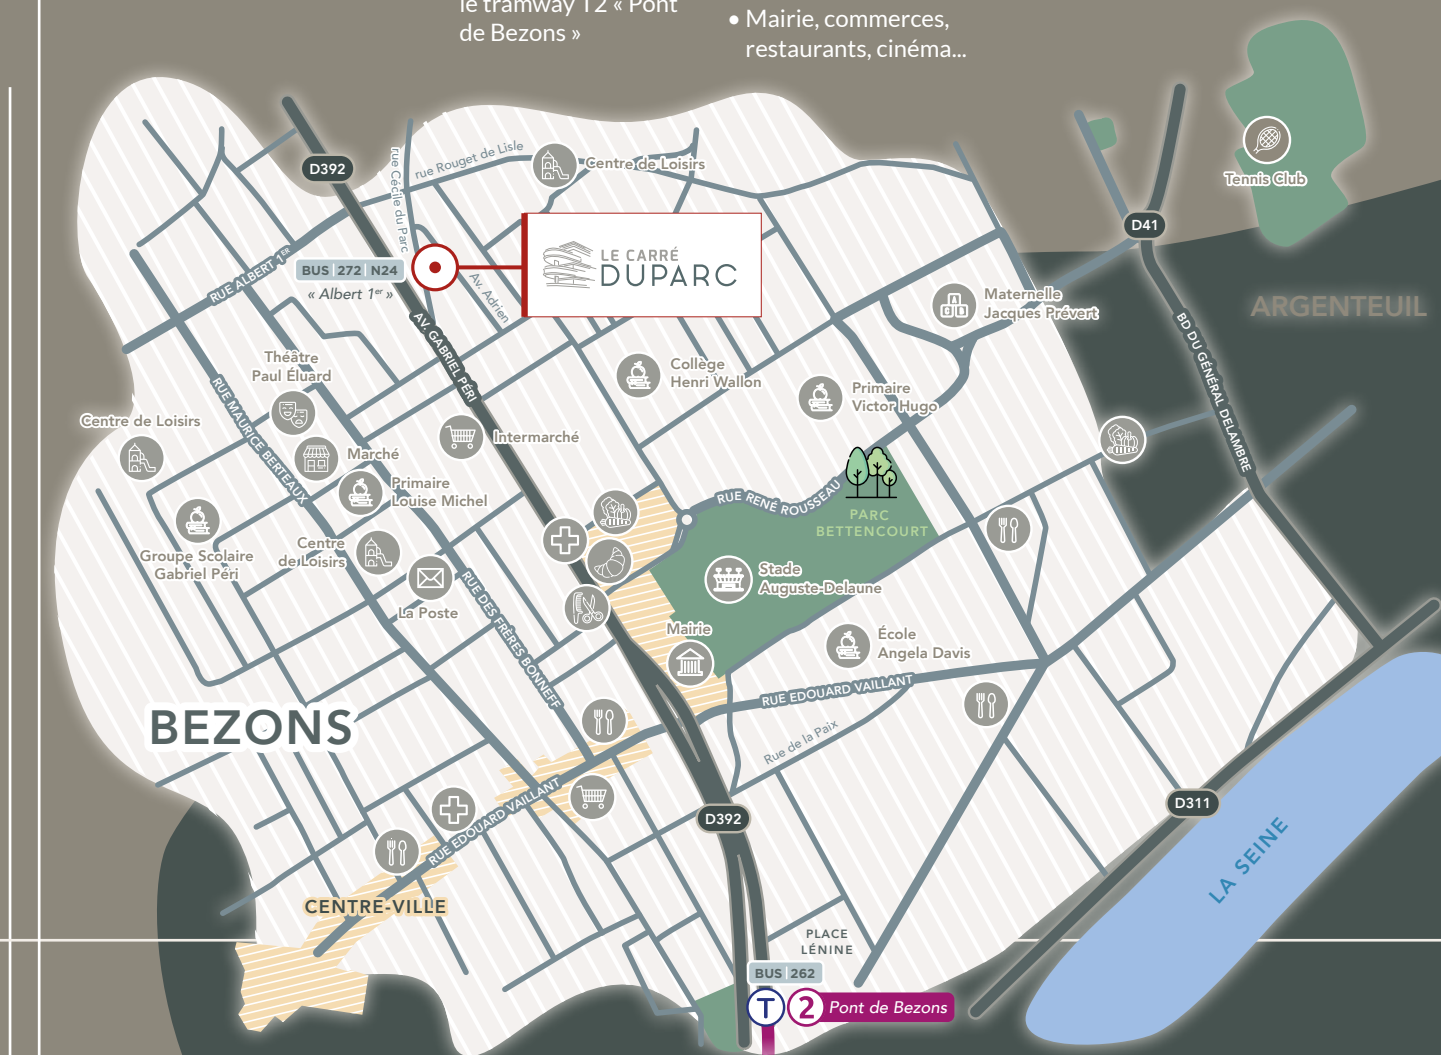 le tramway T2 « Pont
de Bezons »
• Mairie, commerces,
restaurants, cinéma...
D392
rue Cécile du Parc
rue Rouget de Lisle
Centre de Loisirs
Tennis Club
D41
RUE ALBERT 1ER
BUS 272 N24
« Albert 1er »
Av. Adrien
LE CARRÉ
DUPARC
Maternelle
Jacques Prévert
ARGENTEUIL
BD DU GÉNÉRAL DELAMBRE
AV. GABRIEL PÉRI
Théâtre
Paul Éluard
Collège
Henri Wallon
Primaire
Victor Hugo
RUE MAURICE BERTEAUX
Centre de Loisirs
Intermarché
Marché
Primaire
Louise Michel
RUE RENÉ ROUSSEAU
PARC
BETTENCOURT
Groupe Scolaire
Gabriel Péri
Centre
de Loisirs
La Poste
RUE DES FRÈRES BONNEFF
Stade
Auguste-Delaune
Mairie
École
Angela Davis
RUE EDOUARD VAILLANT
Rue de la Paix
BEZONS
RUE EDOUARD VAILLANT
D392
D311
LA SEINE
CENTRE-VILLE
PLACE
LÉNINE
BUS 262
T 2 Pont de Bezons